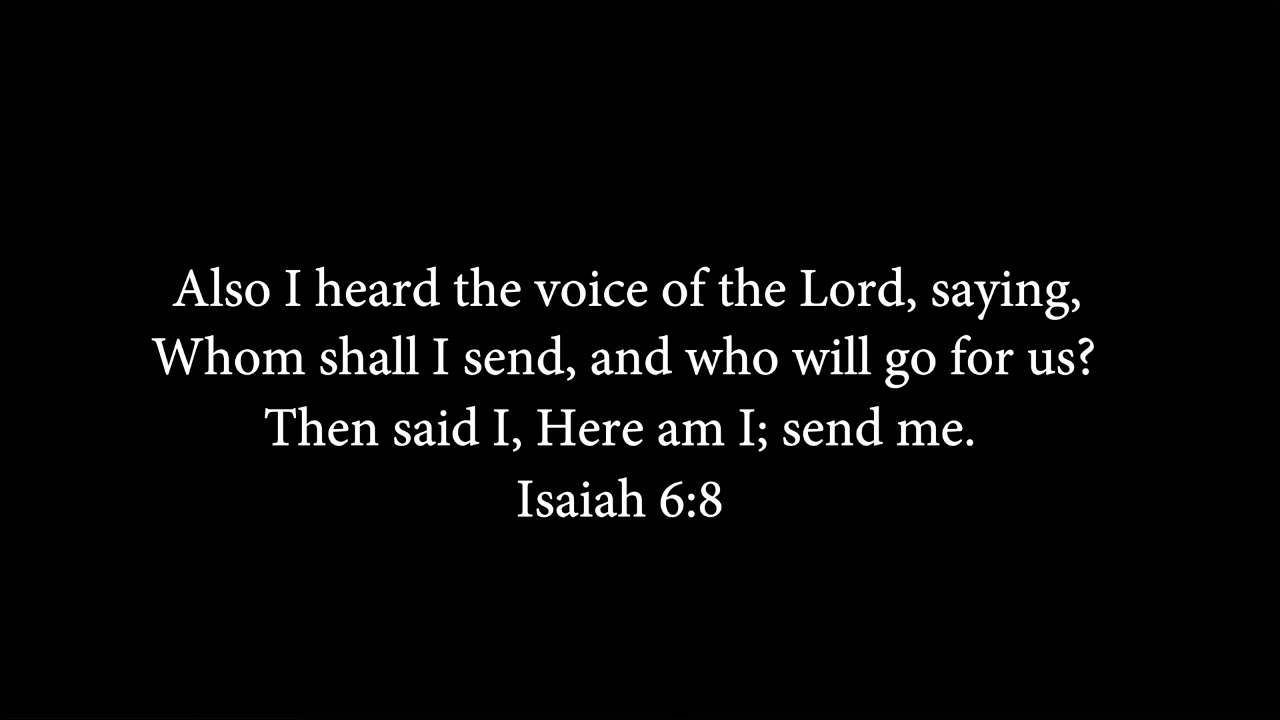 Also I heard the voice of the Lord, saying,
Whom shall I send, and who will go for us?
Then said I, Here am I; send me.
Isaiah 6:8